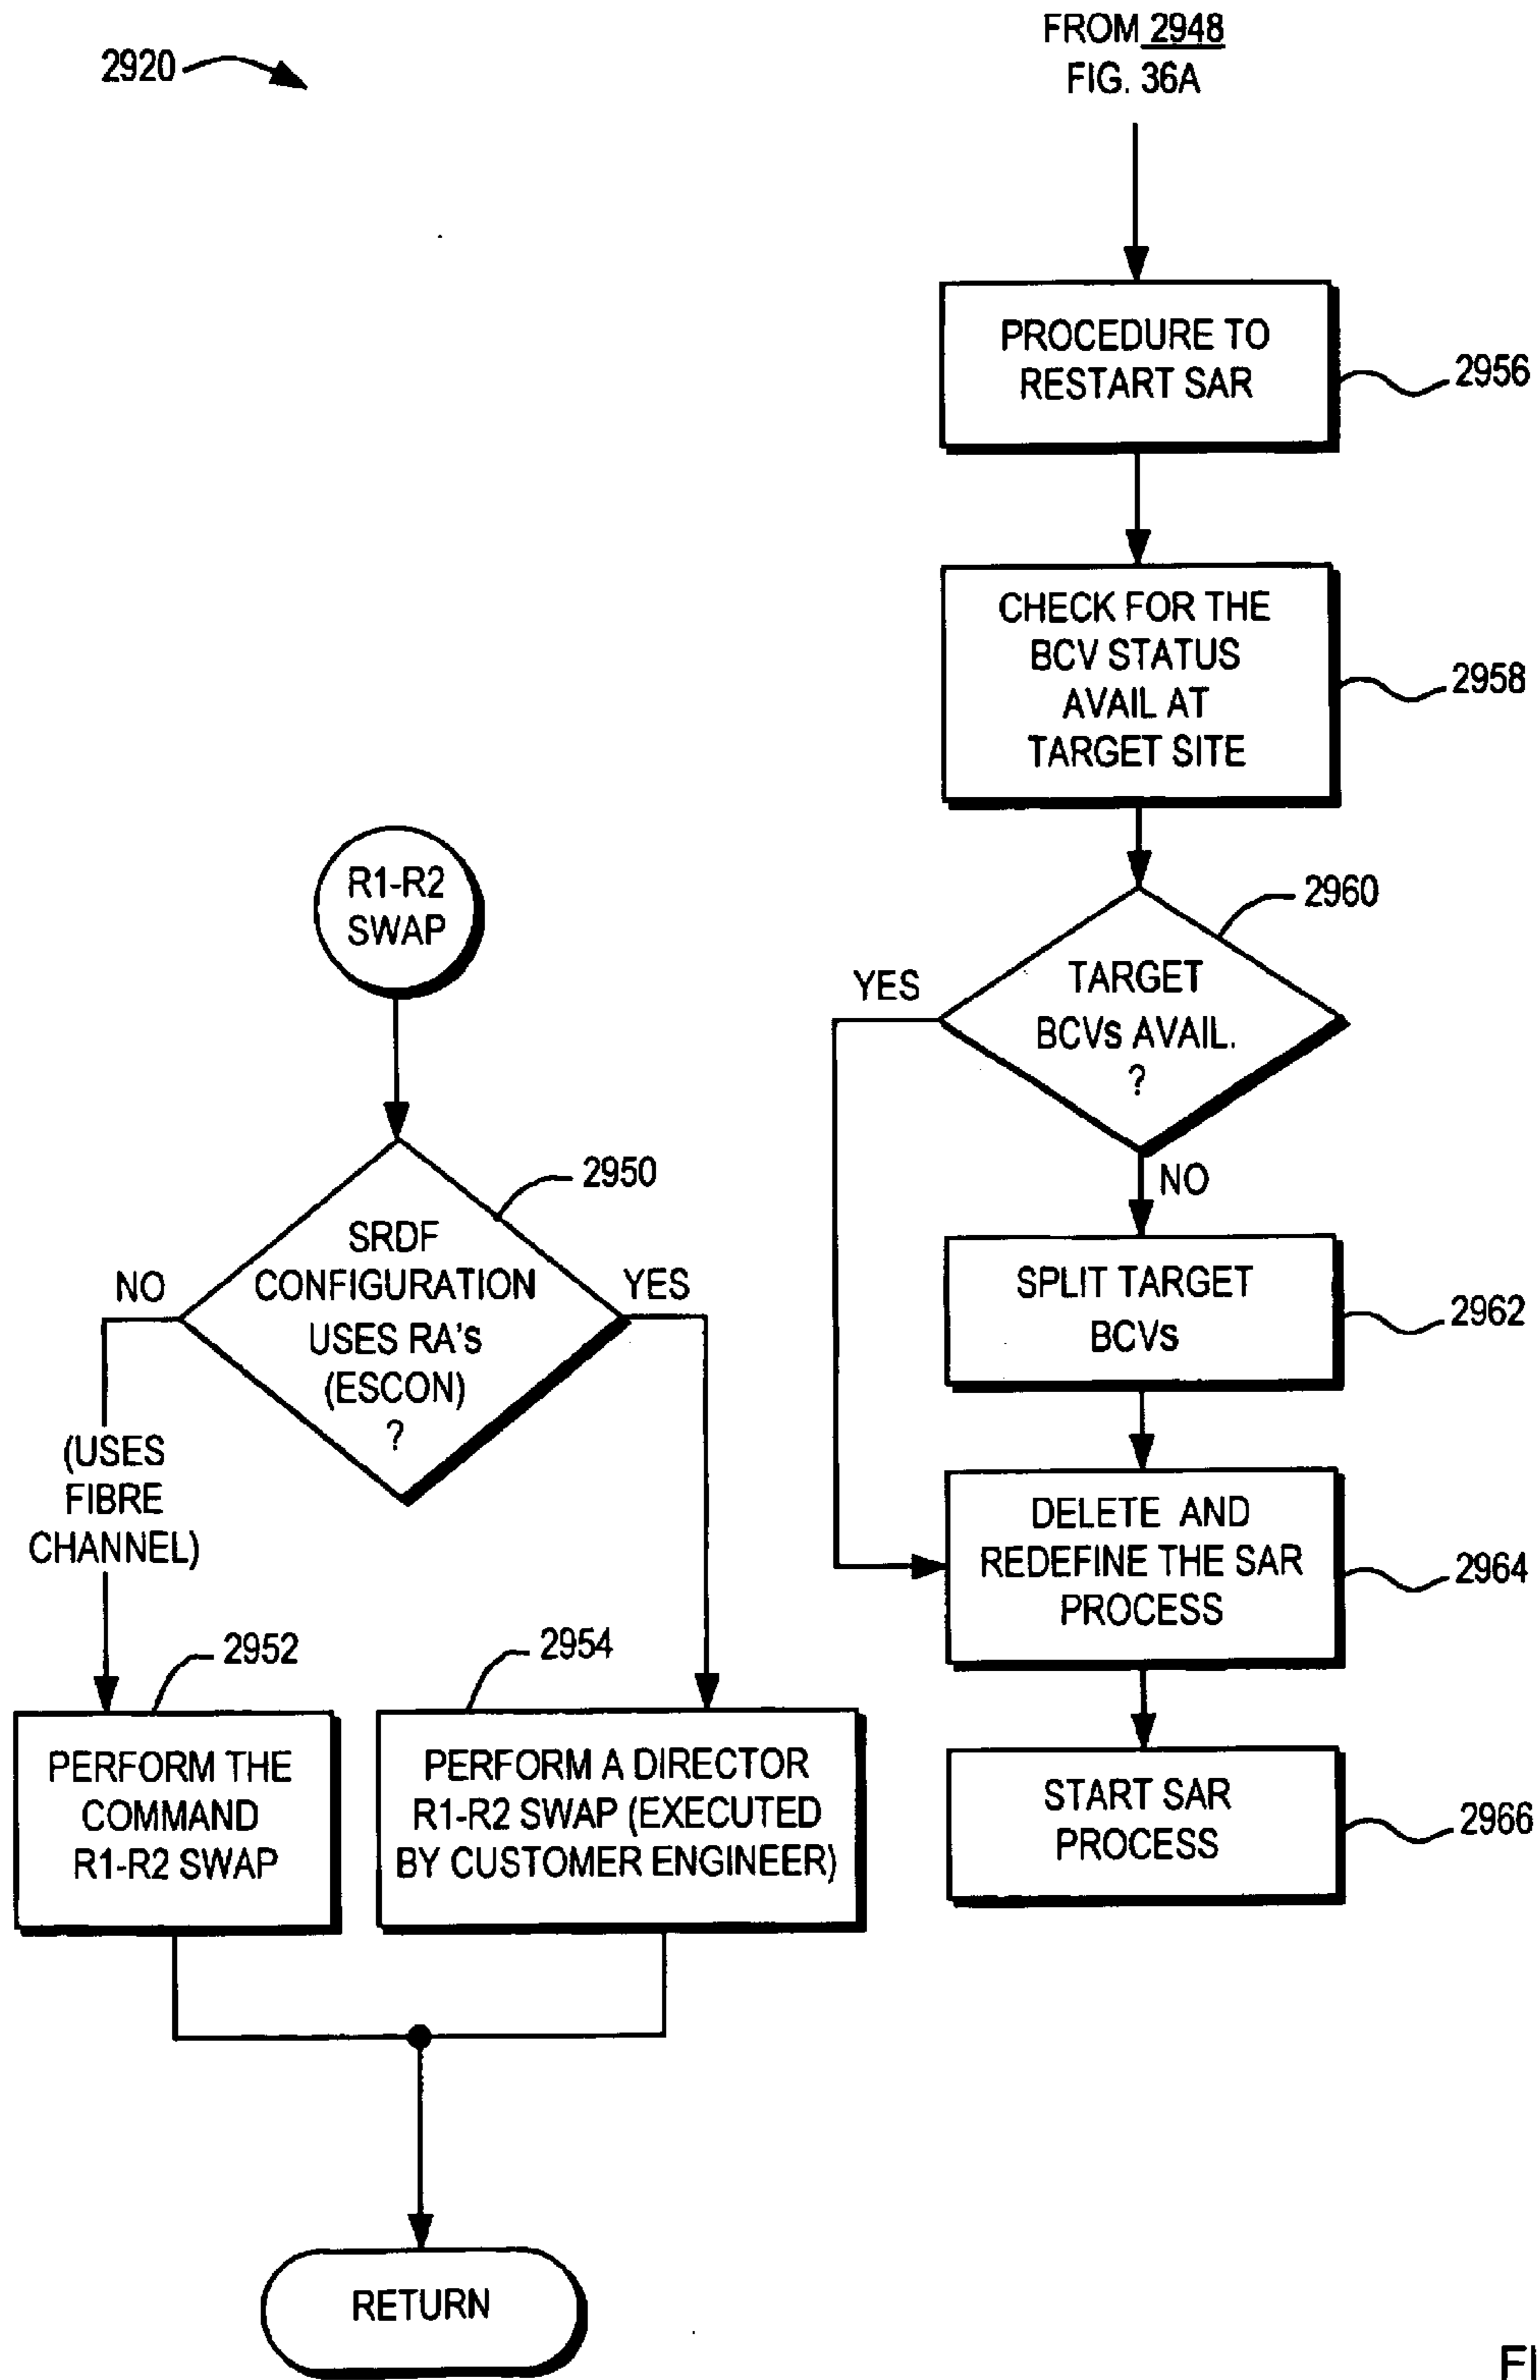 2920
FROM 2948
FIG. 36A
PROCEDURE TO
RESTART SAR
2956
CHECK FOR THE
BCV STATUS
AVAIL AT
TARGET SITE
2958
2960
TARGET
BCVs AVAIL.
?
YES
NO
SPLIT TARGET
BCVs
2962
DELETE AND
REDEFINE THE SAR
PROCESS
2964
START SAR
PROCESS
2966
R1-R2
SWAP
2950
SRDF
CONFIGURATION
USES RA's
(ESCON)
?
NO
YES
(USES
FIBRE
CHANNEL)
2952
PERFORM THE
COMMAND
R1-R2 SWAP
2954
PERFORM A DIRECTOR
R1-R2 SWAP (EXECUTED
BY CUSTOMER ENGINEER)
RETURN